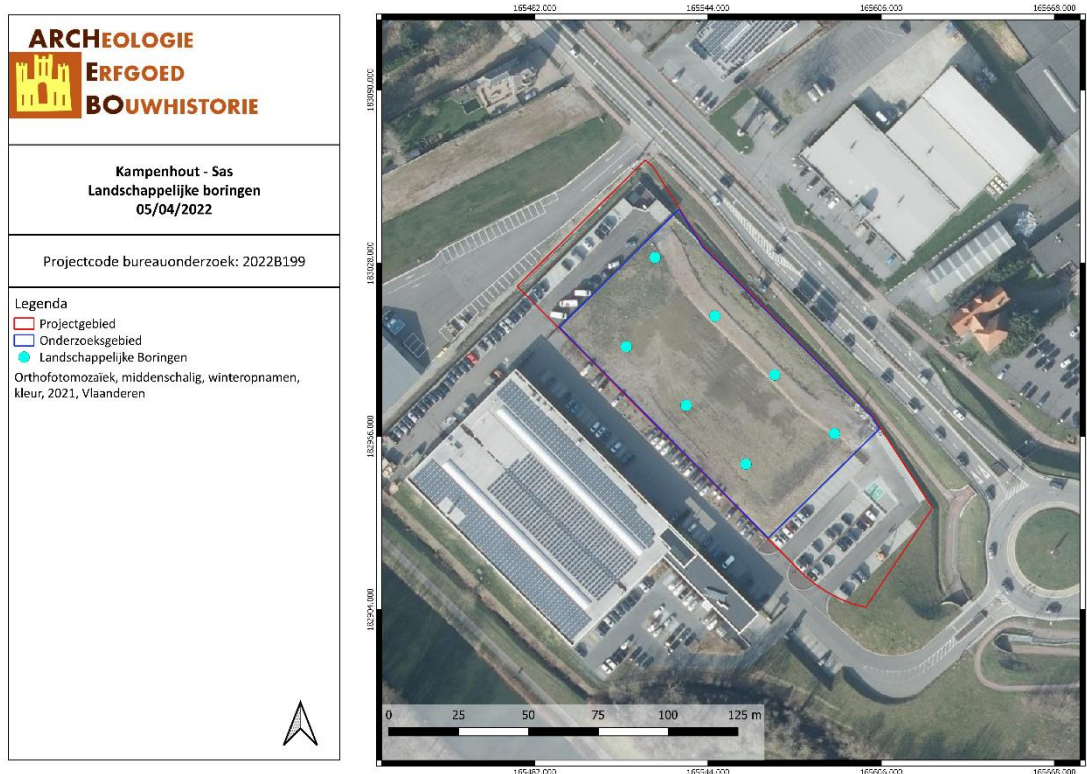 ARCHEOLOGIE
ERFGOED
BOUWHISTORIE
Kampenhout - Sas
Landschappelijke boringen
05/04/2022
Projectcode bureauonderzoek: 2022B199
Legenda
Projectgebied
Onderzoeksgebied
Landschappelijke Boringen
Orthofotomozaïek, middenschalig, winteropnamen,
kleur, 2021, Vlaanderen
165482.000 165544.000 165606.000 165668.000
183090.000
183028.000
182966.000
182904.000
0 25 50 75 100 125 m
165482.000 165544.000 165606.000 165668.000